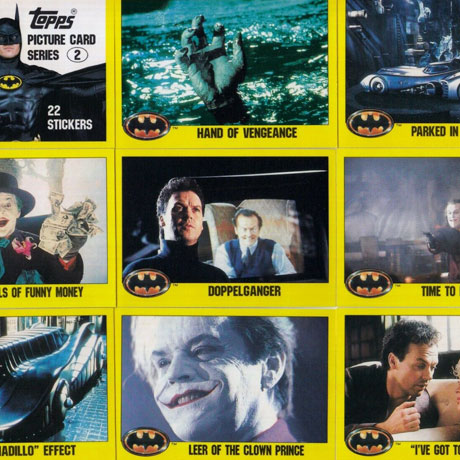 Topps
PICTURE CARD
SERIES 2
22
STICKERS
HAND OF VENGEANCE
PARKED IN
LS OF FUNNY MONEY
DOPPELGANGER
TIME TO
ADILLO" EFFECT
LEER OF THE CLOWN PRINCE
"I'VE GOT TO